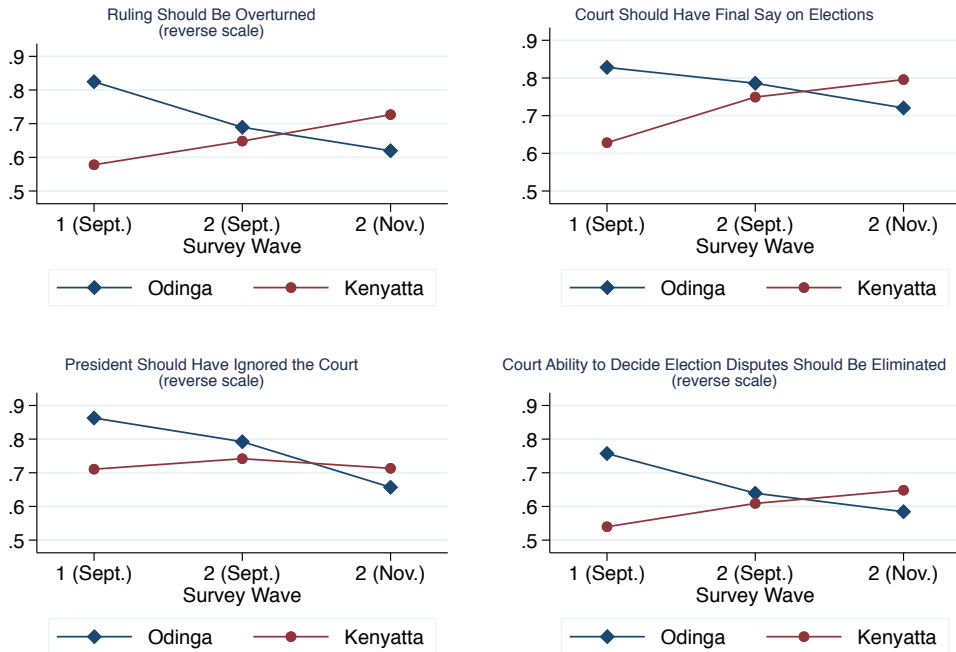 Ruling Should Be Overturned
(reverse scale)
.9
.8
.7
.6
.5
1 (Sept.) 2 (Sept.) 2 (Nov.)
Survey Wave
Odinga Kenyatta
Court Should Have Final Say on Elections
.9
.8
.7
.6
.5
1 (Sept.) 2 (Sept.) 2 (Nov.)
Survey Wave
Odinga Kenyatta
President Should Have Ignored the Court
(reverse scale)
.9
.8
.7
.6
.5
1 (Sept.) 2 (Sept.) 2 (Nov.)
Survey Wave
Odinga Kenyatta
Court Ability to Decide Election Disputes Should Be Eliminated
(reverse scale)
.9
.8
.7
.6
.5
1 (Sept.) 2 (Sept.) 2 (Nov.)
Survey Wave
Odinga Kenyatta